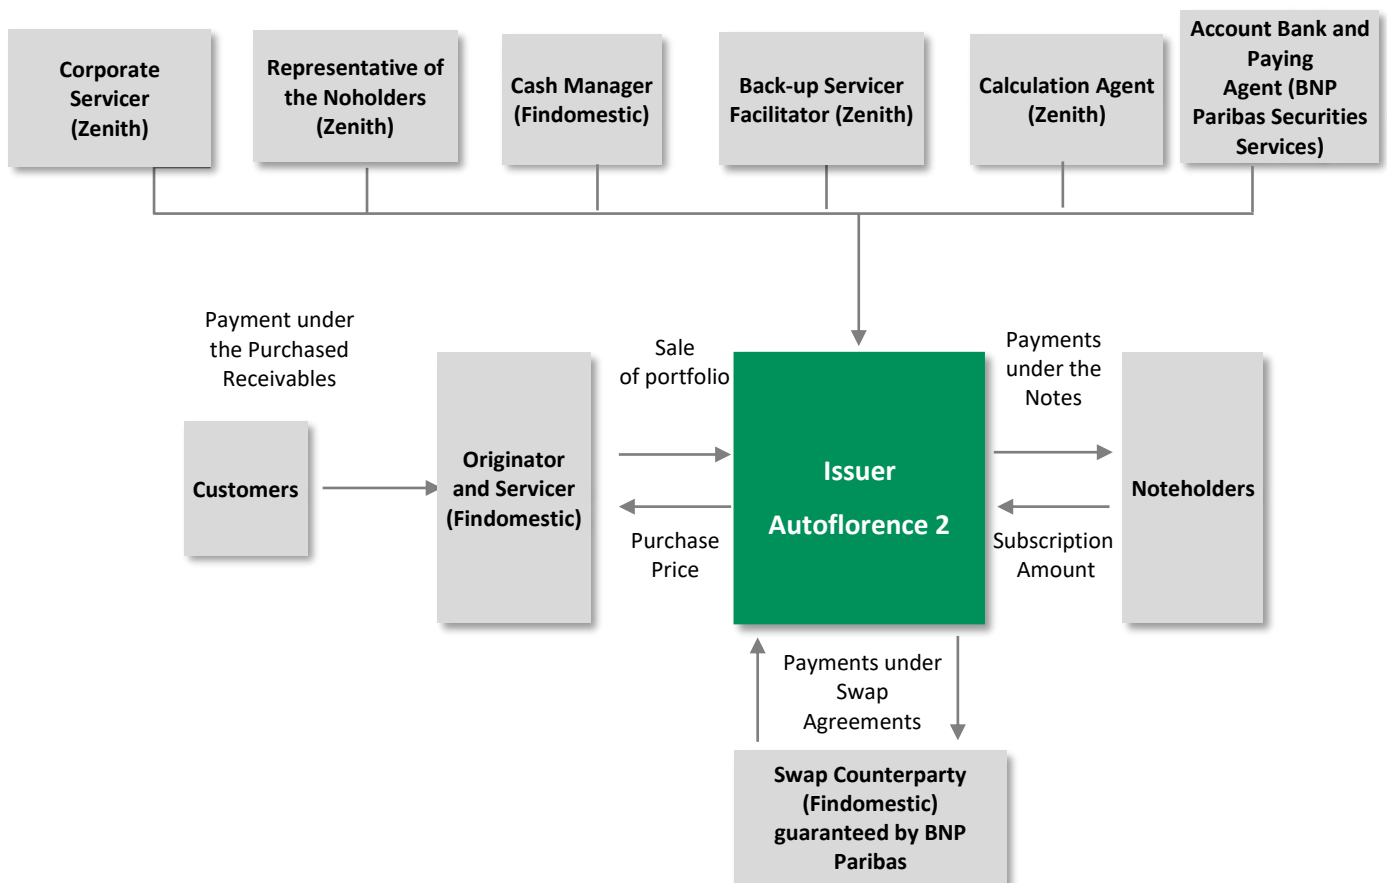 Corporate
Servicer
(Zenith)
Representative of
the Noholders
(Zenith)
Cash Manager
(Findomestic)
Back-up Servicer
Facilitator (Zenith)
Calculation Agent
(Zenith)
Account Bank and
Paying
Agent (BNP
Paribas Securities
Services)
Payment under
the Purchased
Receivables
Sale
of portfolio
Payments
under the
Notes
Customers
Originator
and Servicer
(Findomestic)
Issuer
Autoflorence 2
Noteholders
Purchase
Price
Subscription
Amount
Payments under
Swap
Agreements
Swap Counterparty
(Findomestic)
guaranteed by BNP
Paribas